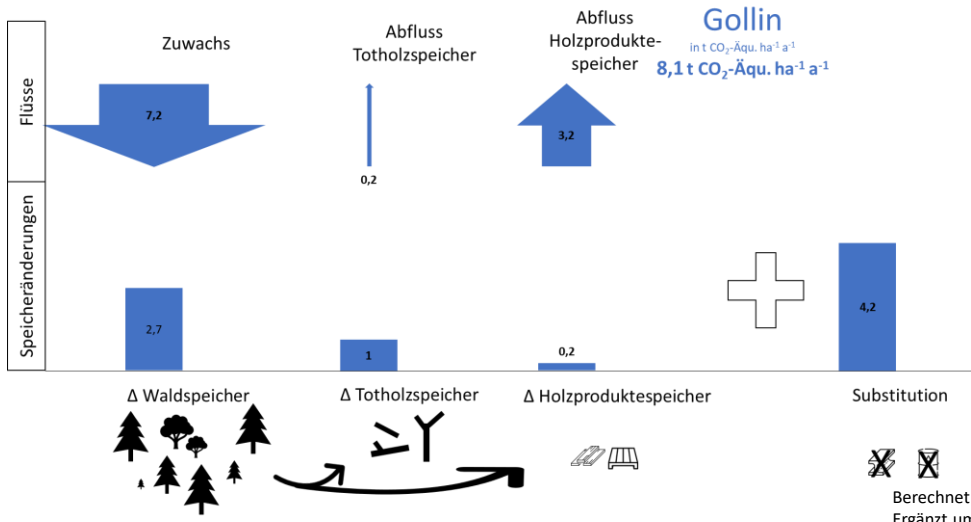 Gollin
in t CO₂-Äqu. ha⁻¹ a⁻¹
8,1 t CO₂-Äqu. ha⁻¹ a⁻¹
Flüsse
Zuwachs
Abfluss
Totholzspeicher
Abfluss
Holzprodukte-
speicher
7,2
0,2
3,2
Speicheränderungen
2,7
1
0,2
4,2
Δ Waldspeicher
Δ Totholzspeicher
Δ Holzproduktespeicher
Substitution
Berechnet
Ergänzt um